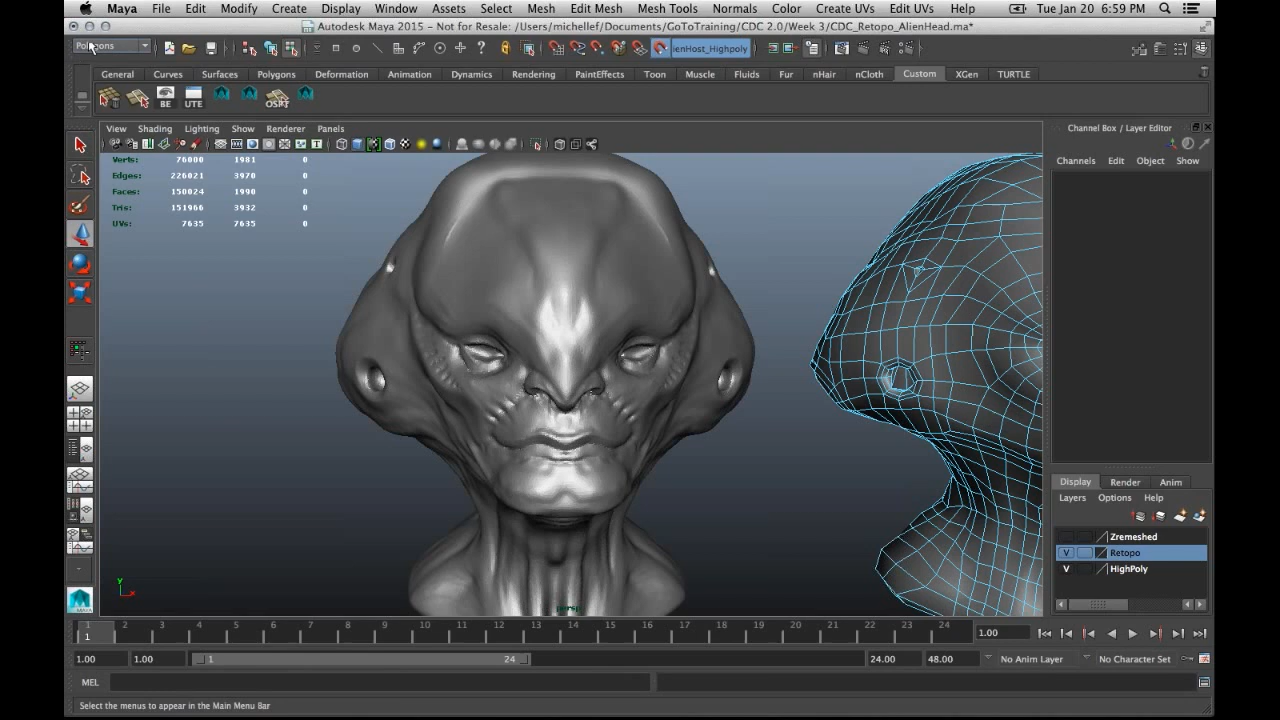 Maya File Edit Modify Create Display Window Assets Select Mesh Edit Mesh Mesh Tools Normals Color Create UVs Edit UVs Help Tue Jan 20 6:59 PM
Autodesk Maya 2015 - Not for Resale: /Users/michellef/Documents/GoToTraining/CDC 2.0/Week 3/CDC_Retopo_AlienHead.ma*
Polygons ienHost_Highpoly
General Curves Surfaces Polygons Deformation Animation Dynamics Rendering PaintEffects Toon Muscle Fluids Fur nHair nCloth Custom XGen TURTLE
BE UTE OSPT
View Shading Lighting Show Renderer Panels
Channel Box / Layer Editor
Channels Edit Object Show
Verts: 76000 1981 0
Edges: 226021 3970 0
Faces: 150024 1990 0
Tris: 151966 3932 0
UVs: 7635 7635 0
Display Render Anim
Layers Options Help
Zremeshed
V Retopo
V HighPoly
y
x
persp
MAYA
1 2 3 4 5 6 7 8 9 10 11 12 13 14 15 16 17 18 19 20 21 22 23 24
1 1.00
1.00 1.00 1 24 24.00 48.00 No Anim Layer No Character Set
MEL
Select the menus to appear in the Main Menu Bar